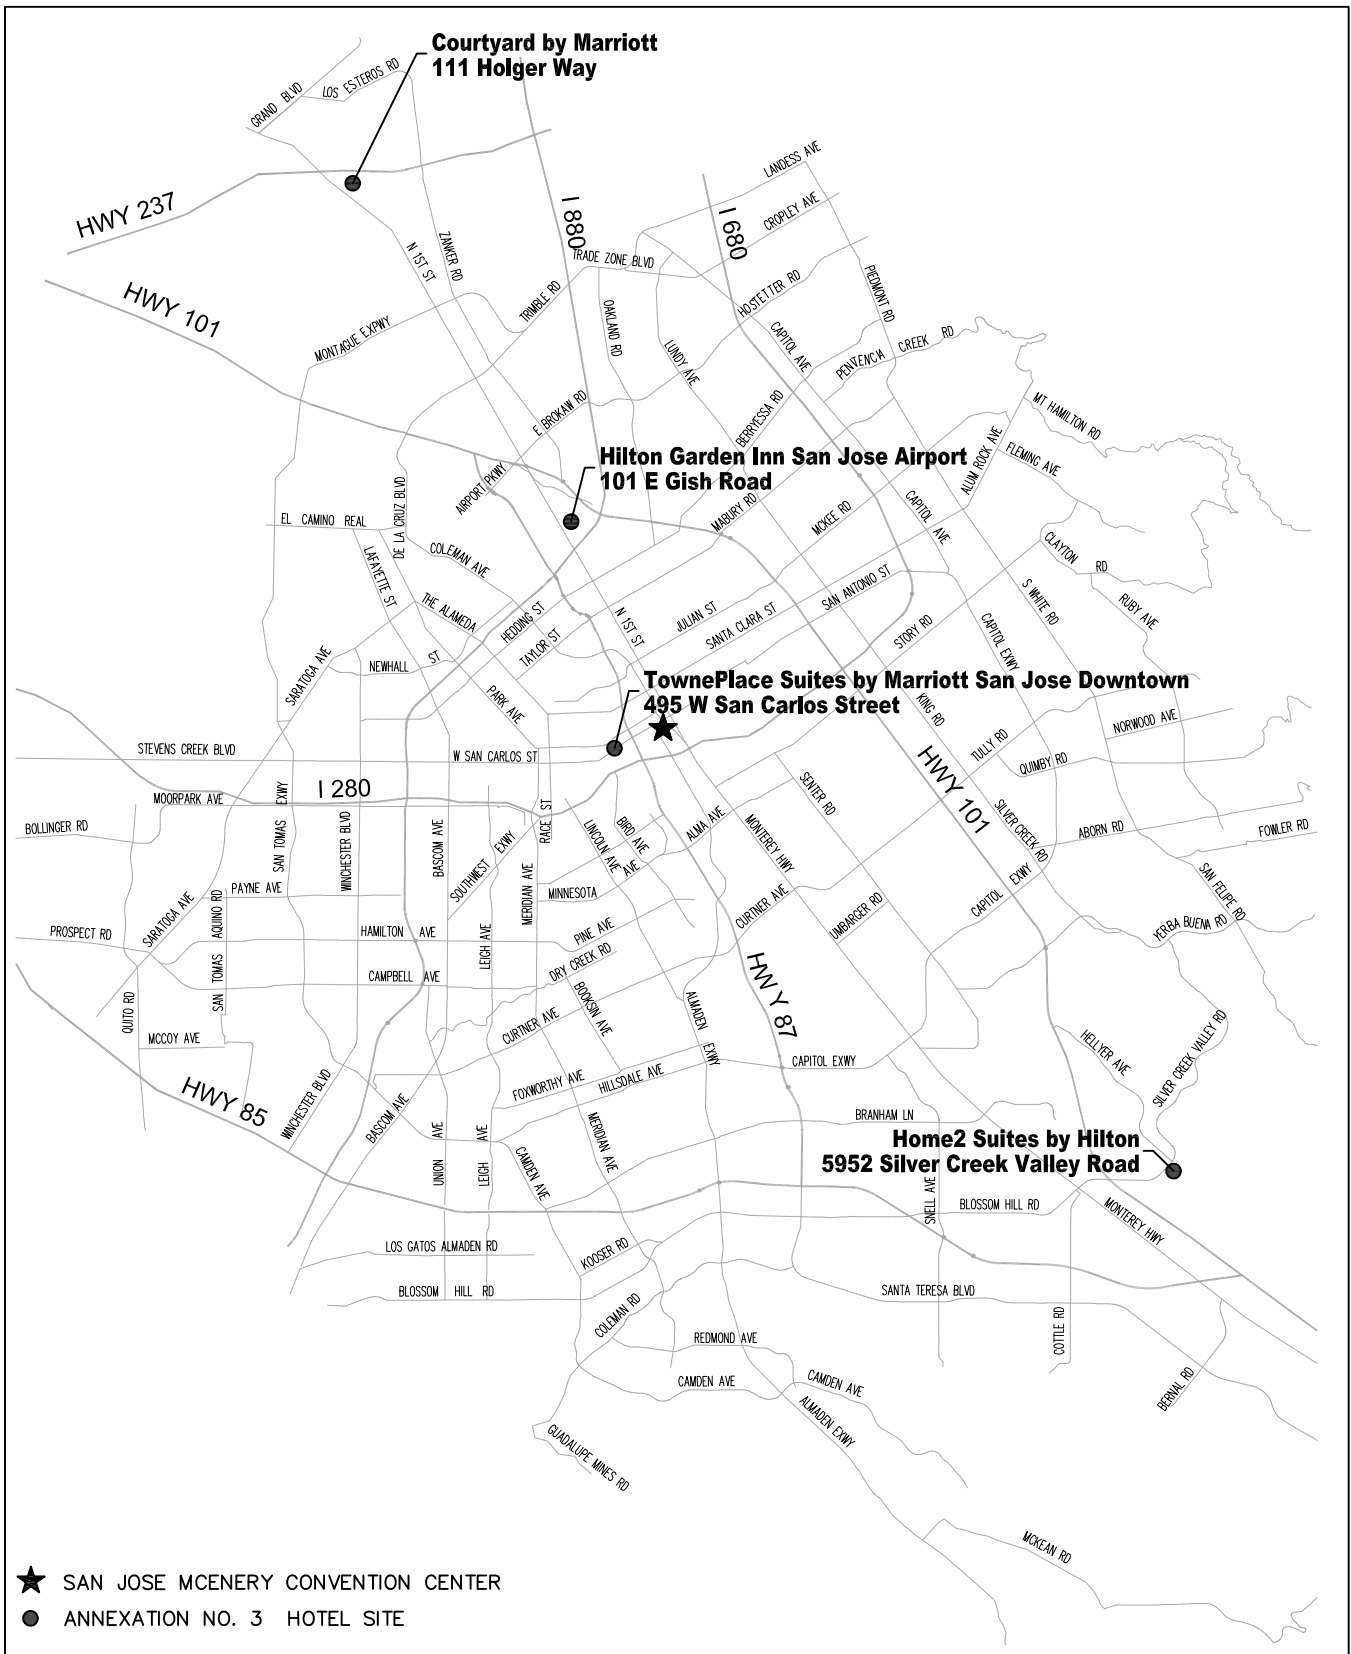 Courtyard by Marriott
111 Holger Way
GRAND BLVD
LOS ESTEROS RD
HWY 237
HWY 101
I 880
I 680
LANDESS AVE
CROPLEY AVE
N 1ST ST
ZANKER RD
TRADE ZONE BLVD
HOSTETTER RD
PIEDMONT RD
TRIMBLE RD
OAKLAND RD
MONTAGUE EXPWY
LUNDY AVE
CAPITOL AVE
PENTENCIA CREEK RD
E BROKAW RD
BERRYESSA RD
MT HAMILTON RD
ALUM ROCK AVE
FLEMING AVE
Hilton Garden Inn San Jose Airport
101 E Gish Road
AIRPORT PKWY
DE LA CRUZ BLVD
MABURY RD
MCKEE RD
CAPITOL AVE
EL CAMINO REAL
LAFAYETTE ST
COLEMAN AVE
CLAYTON RD
S WHITE RD
RUBY AVE
THE ALAMEDA
HEDDING ST
TAYLOR ST
N 1ST ST
JULIAN ST
SANTA CLARA ST
SAN ANTONIO ST
STORY RD
CAPITOL EXWY
SARATOGA AVE
NEWHALL ST
PARK AVE
TownePlace Suites by Marriott San Jose Downtown
495 W San Carlos Street
KING RD
NORWOOD AVE
TULLY RD
QUIMBY RD
STEVENS CREEK BLVD
W SAN CARLOS ST
HWY 101
I 280
MOORPARK AVE
BOLLINGER RD
SAN TOMAS EXWY
WINCHESTER BLVD
BASCOM AVE
SOUTHWEST EXWY
RACE ST
LINCOLN AVE
BIRD AVE
ALMA AVE
MONTEREY HWY
SENTER RD
SILVER CREEK RD
ABORN RD
FOWLER RD
PAYNE AVE
SARATOGA AVE
SAN TOMAS AQUINO RD
MERIDIAN AVE
MINNESOTA AVE
CURTNER AVE
UMBARGER RD
CAPITOL EXWY
SAN FELIPE RD
YERBA BUENA RD
PROSPECT RD
HAMILTON AVE
LEIGH AVE
PINE AVE
CAMPBELL AVE
DRY CREEK RD
HW Y 87
QUITO RD
MCCOY AVE
CURTNER AVE
BOOKSIN AVE
ALMADEN EXWY
CAPITOL EXWY
HELLYER AVE
SILVER CREEK VALLEY RD
HWY 85
WINCHESTER BLVD
BASCOM AVE
FOXWORTHY AVE
HILLSDALE AVE
BRANHAM LN
UNION AVE
LEIGH AVE
CAMDEN AVE
MERIDIAN AVE
Home2 Suites by Hilton
5952 Silver Creek Valley Road
SNELL AVE
BLOSSOM HILL RD
MONTEREY HWY
LOS GATOS ALMADEN RD
KOOSER RD
BLOSSOM HILL RD
SANTA TERESA BLVD
COLEMAN RD
REDMOND AVE
COTTLE RD
CAMDEN AVE
CAMDEN AVE
BERNAL RD
ALMADEN EXWY
GUADALUPE MINES RD
MCKEAN RD
SAN JOSE MCENERY CONVENTION CENTER
ANNEXATION NO. 3 HOTEL SITE